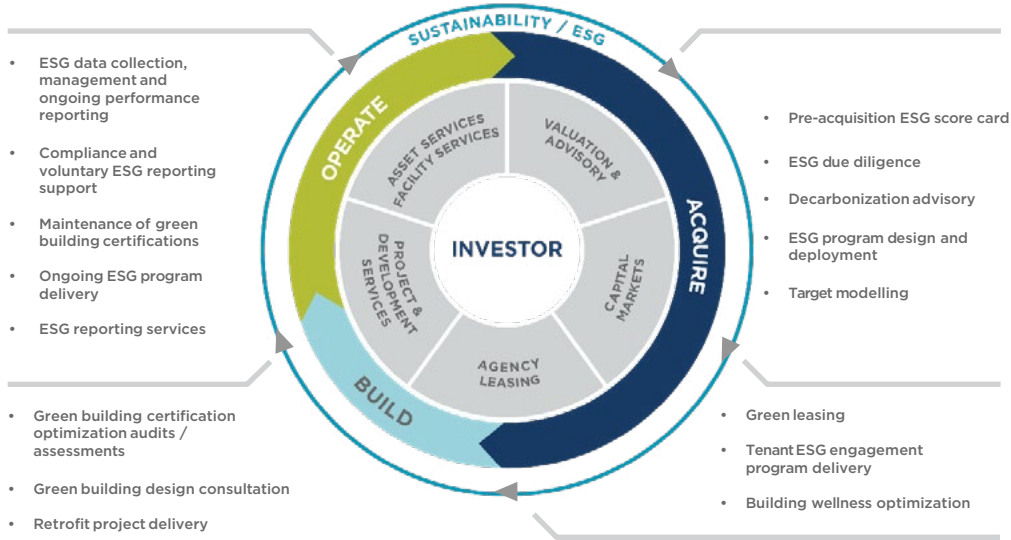 SUSTAINABILITY / ESG
OPERATE
ACQUIRE
BUILD
ASSET SERVICES
FACILITY SERVICES
VALUATION &
ADVISORY
CAPITAL
MARKETS
AGENCY
LEASING
PROJECT &
DEVELOPMENT
SERVICES
INVESTOR
• ESG data collection,
management and
ongoing performance
reporting
• Compliance and
voluntary ESG reporting
support
• Maintenance of green
building certifications
• Ongoing ESG program
delivery
• ESG reporting services
• Pre-acquisition ESG score card
• ESG due diligence
• Decarbonization advisory
• ESG program design and
deployment
• Target modelling
• Green building certification
optimization audits /
assessments
• Green building design consultation
• Retrofit project delivery
• Green leasing
• Tenant ESG engagement
program delivery
• Building wellness optimization